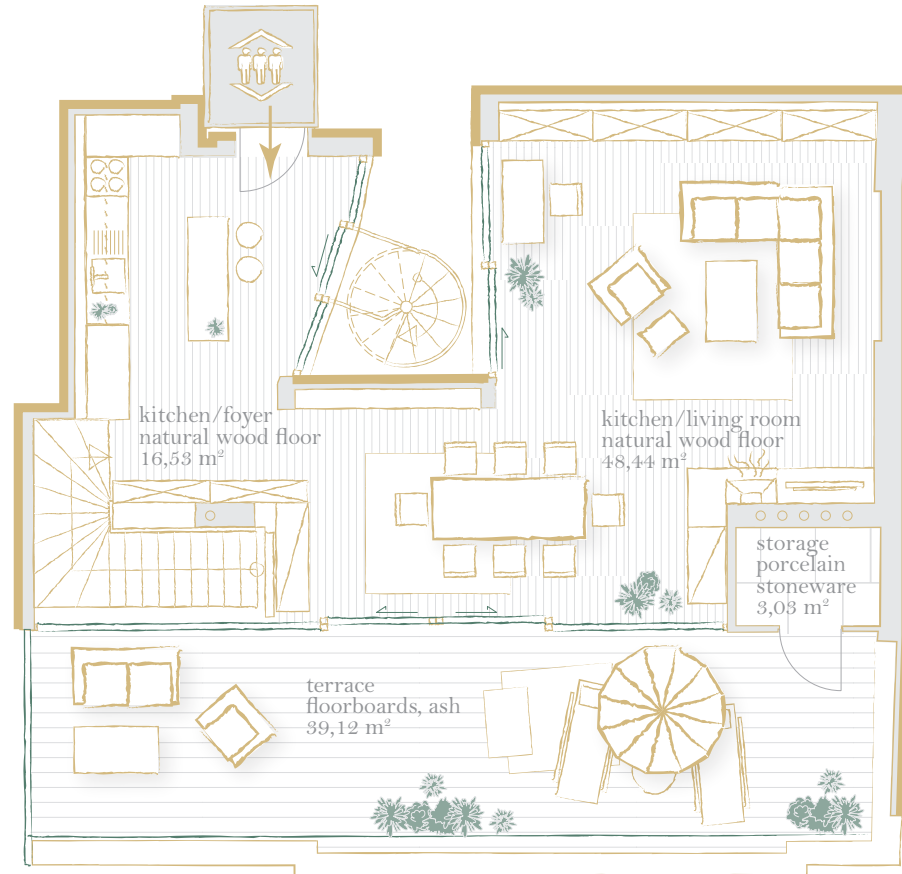 kitchen/foyer
natural wood floor
16,53 m²
kitchen/living room
natural wood floor
48,44 m²
storage
porcelain
stoneware
3,03 m²
terrace
floorboards, ash
39,12 m²